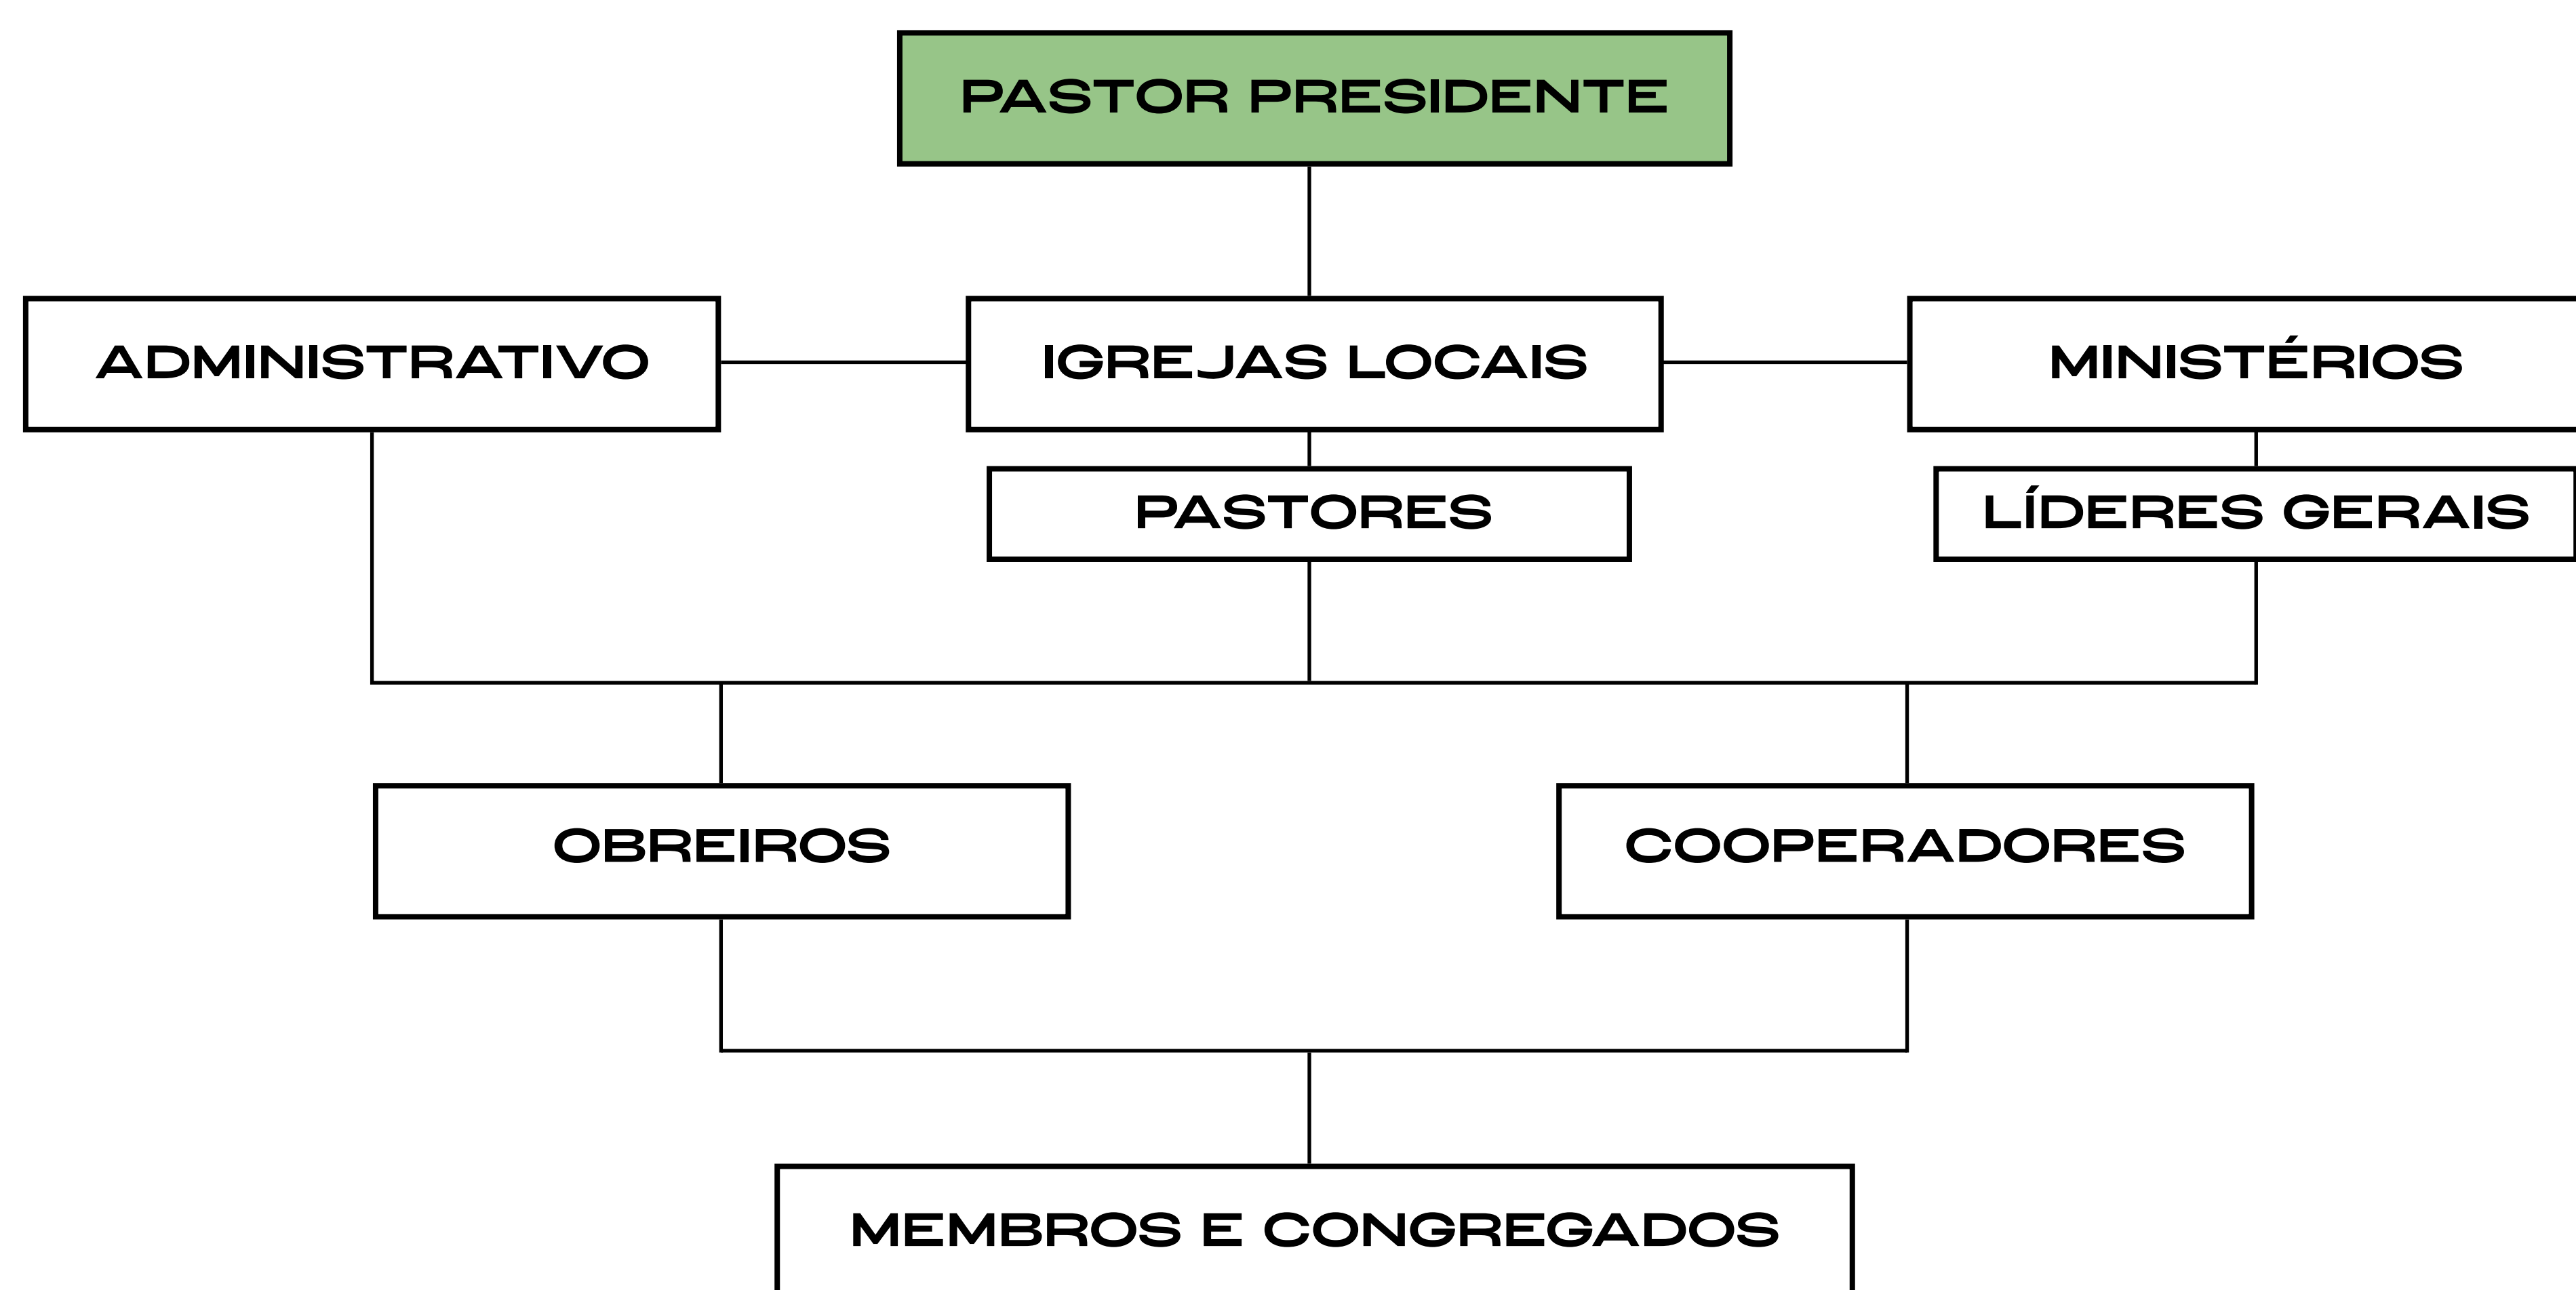 PASTOR PRESIDENTE
ADMINISTRATIVO
IGREJAS LOCAIS
MINISTÉRIOS
PASTORES
LÍDERES GERAIS
OBREIROS
COOPERADORES
MEMBROS E CONGREGADOS